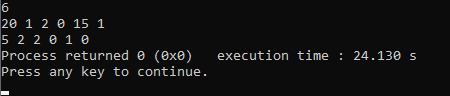 6
20 1 2 0 15 1
5 2 2 0 1 0
Process returned 0 (0x0)   execution time : 24.130 s
Press any key to continue.